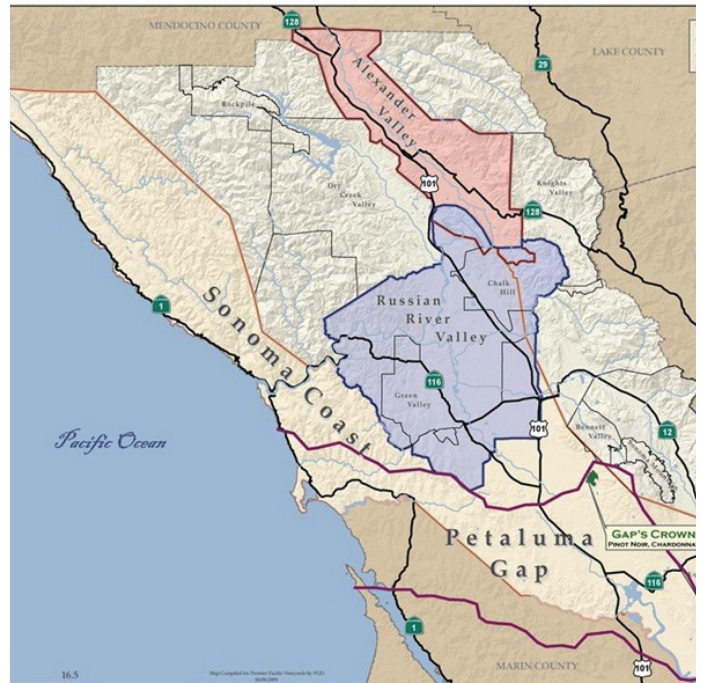 MENDOCINO COUNTY
128
LAKE COUNTY
29
Alexander
Valley
Rockpile
Dry
Creek
Valley
101
Knights
Valley
128
Chalk
Hill
Russian
River
Valley
1
Sonoma Coast
116
Green
Valley
101
12
Bennett
Valley
Pacific Ocean
GAP'S CROWN
PINOT NOIR, CHARDONNA
Petaluma
Gap
116
1
MARIN COUNTY
101
16.5